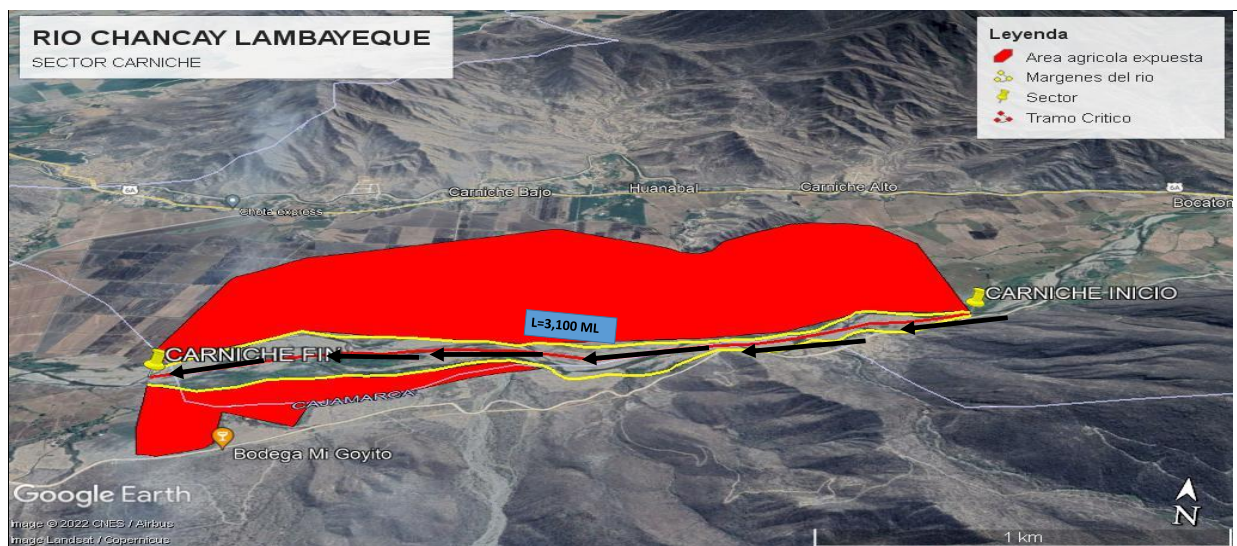 RIO CHANCAY LAMBAYEQUE
SECTOR CARNICHE
Leyenda
Area agricola expuesta
Margenes del rio
Sector
Tramo Critico
6A
Chota express
Carniche Bajo
Huanabal
Carniche Alto
6A
Bocaton
CARNICHE INICIO
L=3,100 ML
CARNICHE FIN
CAJAMARCA
Bodega Mi Goyito
Google Earth
Image © 2022 CNES / Airbus
Image Landsat / Copernicus
N
1 km